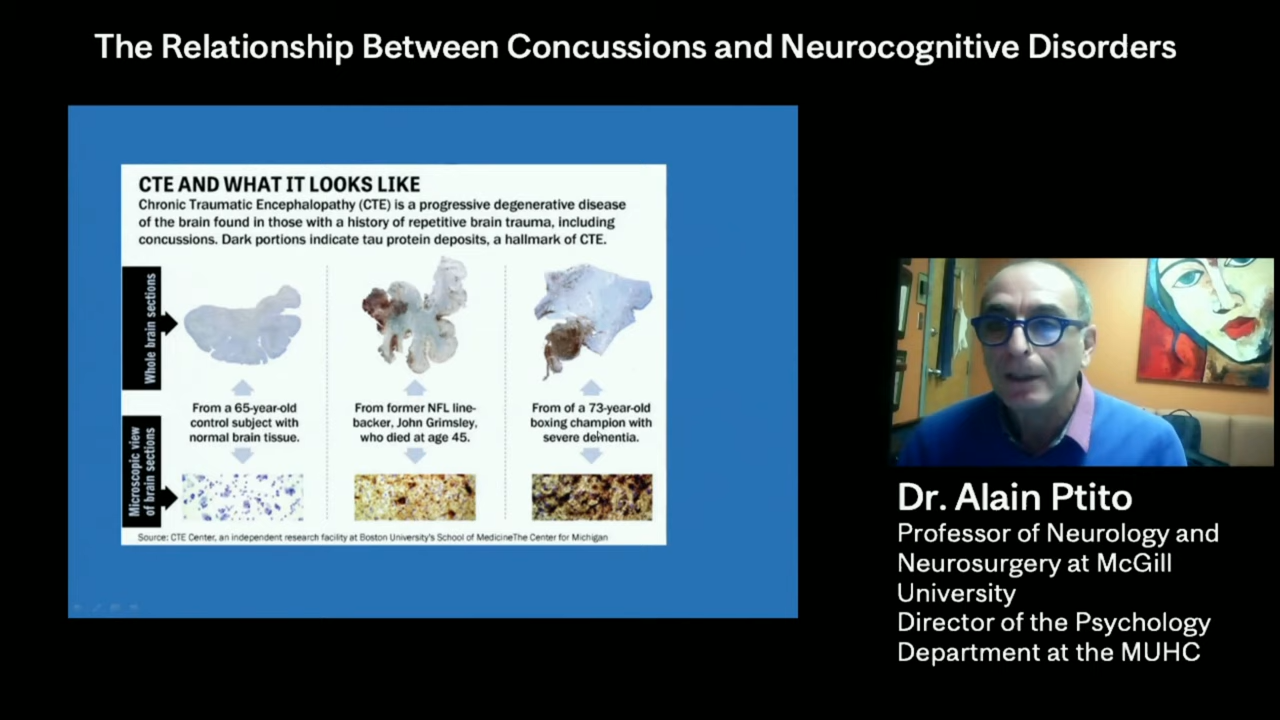 The Relationship Between Concussions and Neurocognitive Disorders
CTE AND WHAT IT LOOKS LIKE
Chronic Traumatic Encephalopathy (CTE) is a progressive degenerative disease
of the brain found in those with a history of repetitive brain trauma, including
concussions. Dark portions indicate tau protein deposits, a hallmark of CTE.
Whole brain sections
From a 65-year-old
control subject with
normal brain tissue.
From former NFL line-
backer, John Grimsley,
who died at age 45.
From of a 73-year-old
boxing champion with
severe dementia.
Microscopic view
of brain sections
Source: CTE Center, an independent research facility at Boston University's School of MedicineThe Center for Michigan
Dr. Alain Ptito
Professor of Neurology and
Neurosurgery at McGill
University
Director of the Psychology
Department at the MUHC